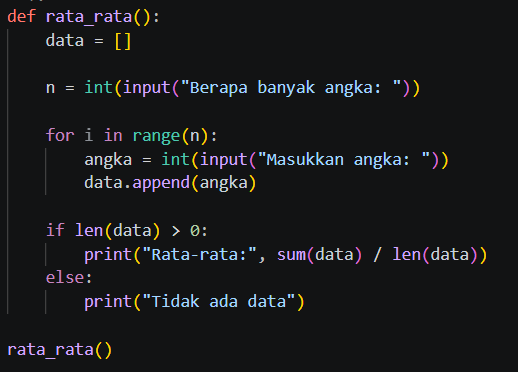 def rata_rata():
    data = []
    n = int(input("Berapa banyak angka: "))
    for i in range(n):
        angka = int(input("Masukkan angka: "))
        data.append(angka)
    if len(data) > 0:
        print("Rata-rata:", sum(data) / len(data))
    else:
        print("Tidak ada data")
rata_rata()